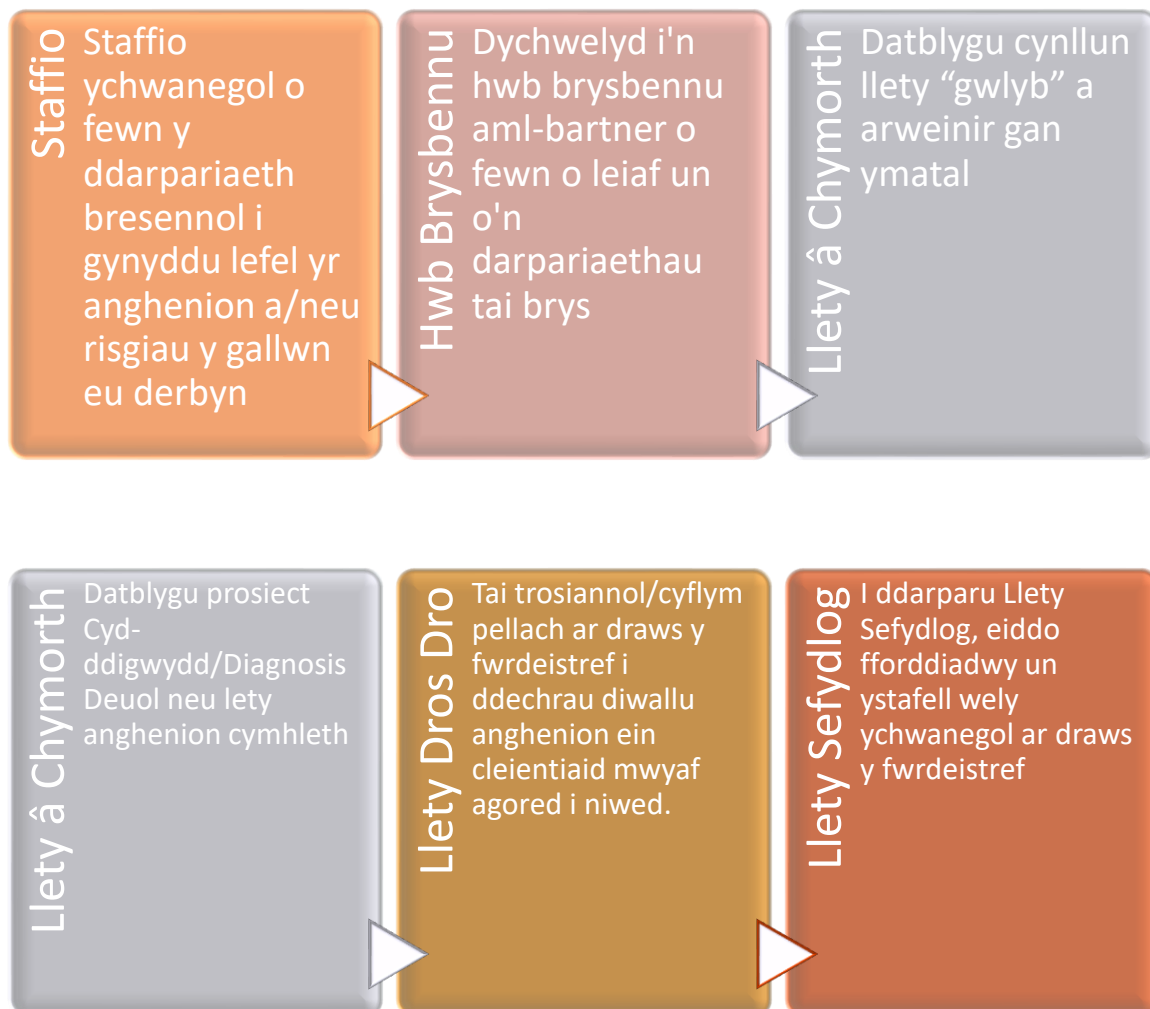 Staffio
Staffio
ychwanegol o
fewn y
ddarpariaeth
bresennol i
gynyddu lefel yr
anghenion a/neu
risgiau y gallwn
eu derbyn
Hwb Brysbennu
Dychwelyd i'n
hwb brysbennu
aml-bartner o
fewn o leiaf un
o'n
darpariaethau
tai brys
Llety â Chymorth
Datblygu cynllun
llety “gwlyb” a
arweinir gan
ymatal
Llety â Chymorth
Datblygu prosiect
Cyd-
ddigwydd/Diagnosis
Deuol neu lety
anghenion cymhleth
Llety Dros Dro
Tai trosiannol/cyflym
pellach ar draws y
fwrdeistref i
ddechrau diwallu
anghenion ein
cleientiaid mwyaf
agored i niwed.
Llety Sefydlog
I ddarparu Llety
Sefydlog, eiddo
fforddiadwy un
ystafell wely
ychwanegol ar draws
y fwrdeistref